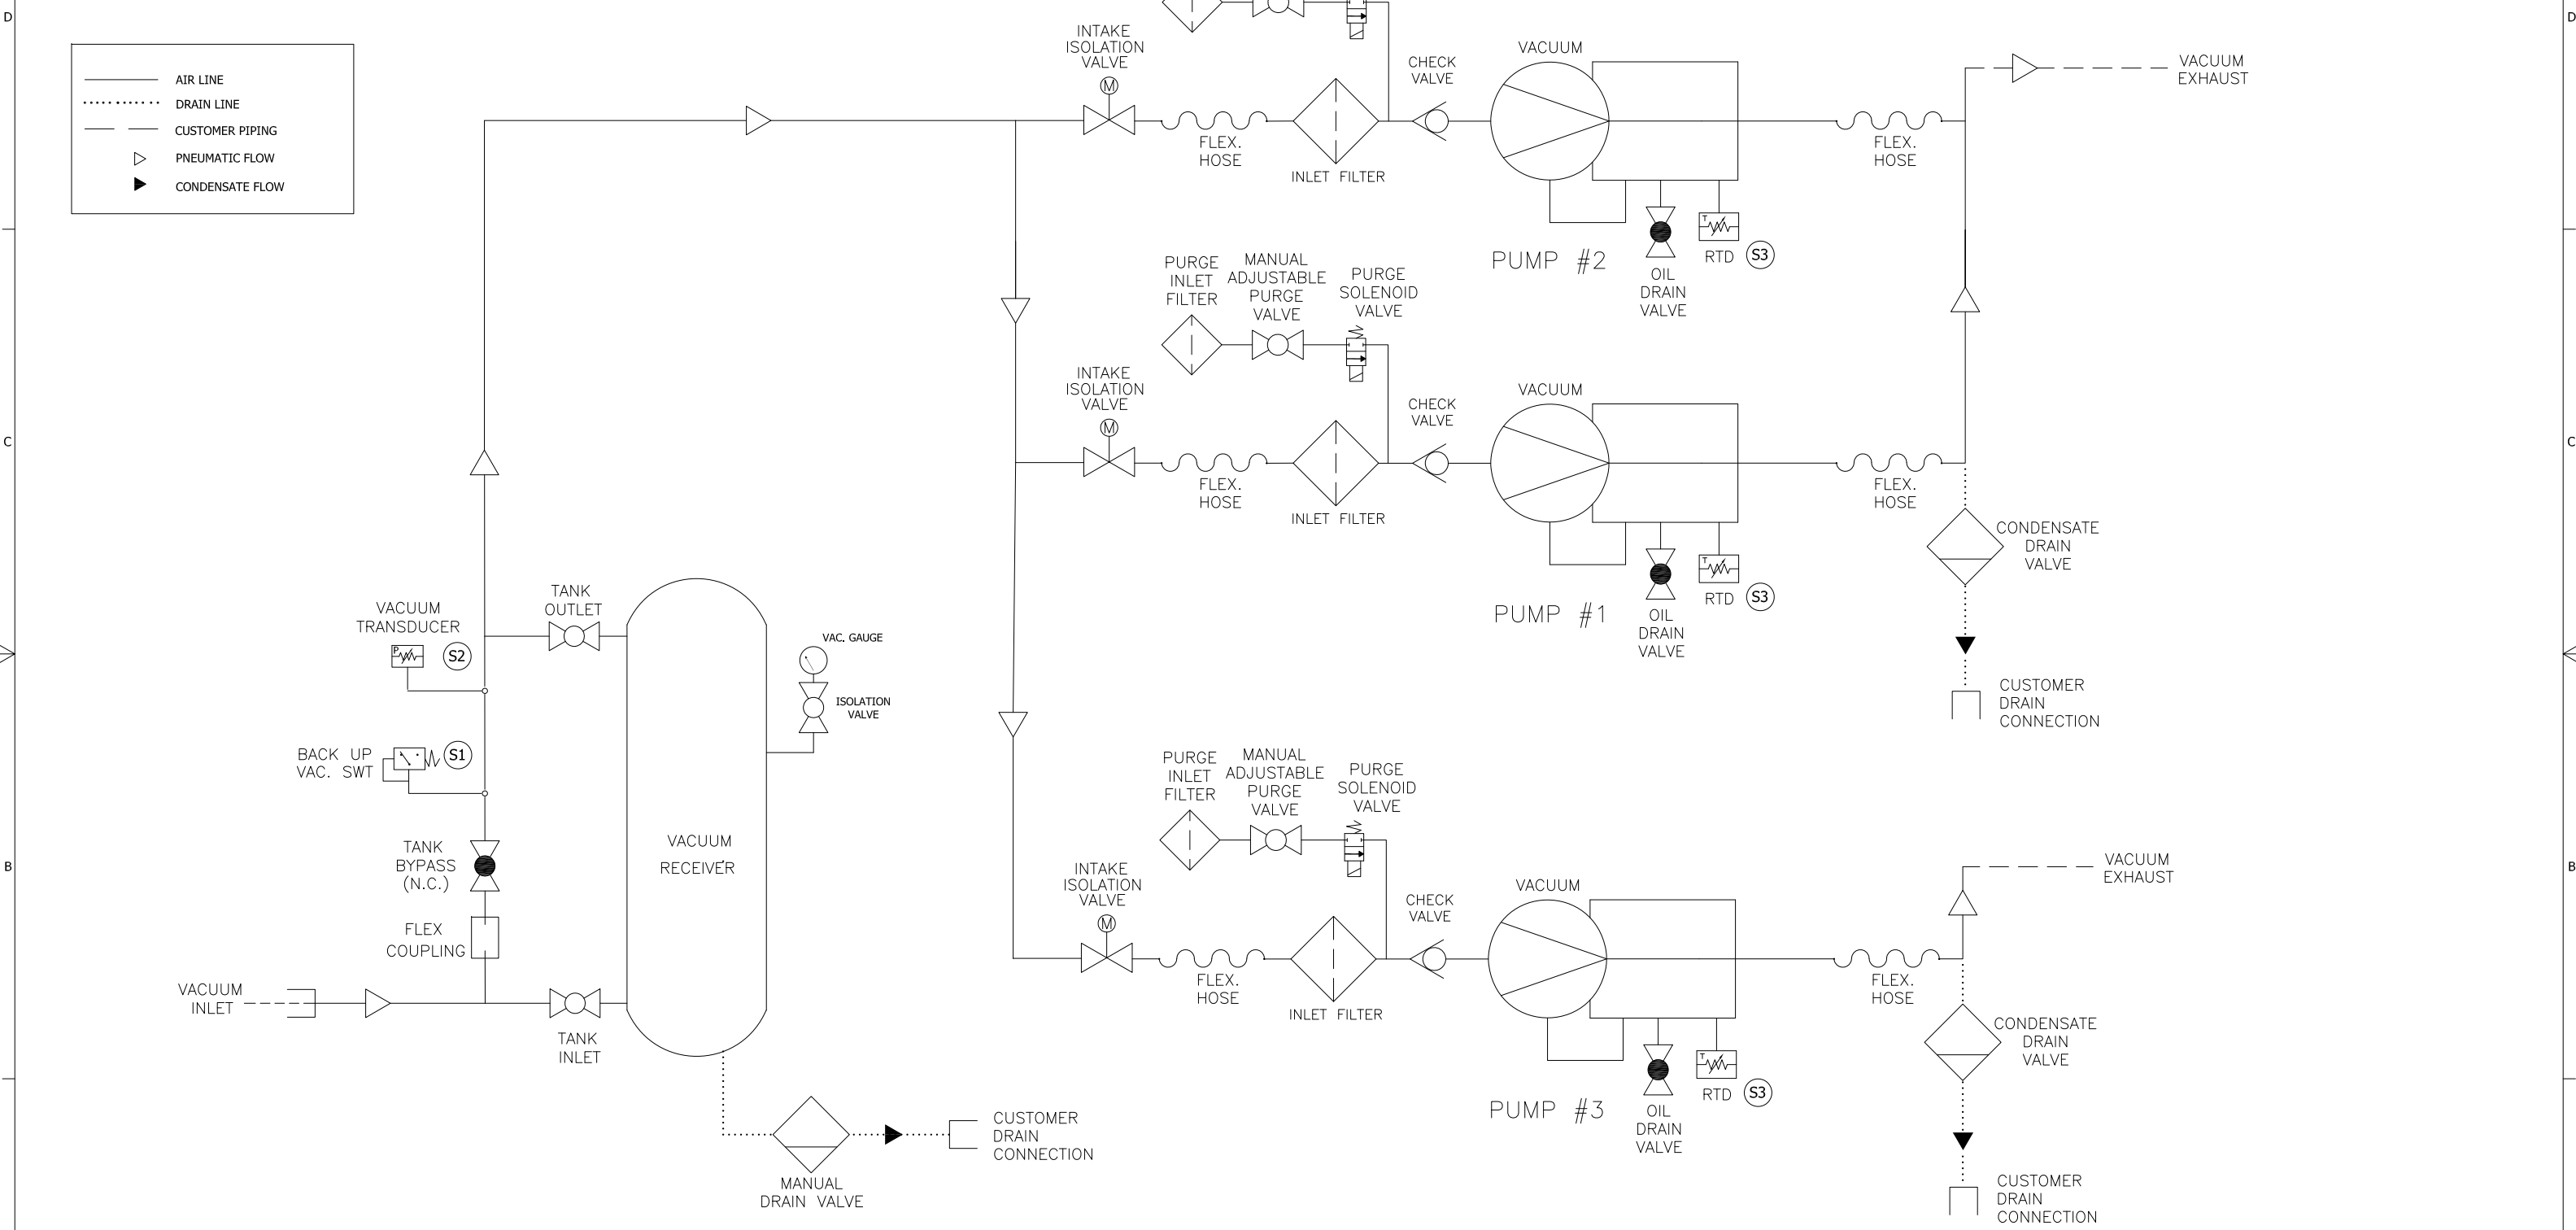 D
D
AIR LINE
DRAIN LINE
CUSTOMER PIPING
PNEUMATIC FLOW
CONDENSATE FLOW
INTAKE
ISOLATION
VALVE
M
FLEX.
HOSE
INLET FILTER
CHECK
VALVE
VACUUM
PUMP #2
OIL
DRAIN
VALVE
T
RTD
S3
FLEX.
HOSE
VACUUM
EXHAUST
PURGE
INLET
FILTER
MANUAL
ADJUSTABLE
PURGE
VALVE
PURGE
SOLENOID
VALVE
C
C
INTAKE
ISOLATION
VALVE
M
FLEX.
HOSE
INLET FILTER
CHECK
VALVE
VACUUM
PUMP #1
OIL
DRAIN
VALVE
T
RTD
S3
FLEX.
HOSE
CONDENSATE
DRAIN
VALVE
CUSTOMER
DRAIN
CONNECTION
VACUUM
TRANSDUCER
P
S2
TANK
OUTLET
VAC. GAUGE
ISOLATION
VALVE
BACK UP
VAC. SWT
S1
B
B
TANK
BYPASS
(N.C.)
FLEX
COUPLING
VACUUM
RECEIVER
VACUUM
INLET
TANK
INLET
MANUAL
DRAIN VALVE
CUSTOMER
DRAIN
CONNECTION
PURGE
INLET
FILTER
MANUAL
ADJUSTABLE
PURGE
VALVE
PURGE
SOLENOID
VALVE
INTAKE
ISOLATION
VALVE
M
FLEX.
HOSE
INLET FILTER
CHECK
VALVE
VACUUM
PUMP #3
OIL
DRAIN
VALVE
T
RTD
S3
FLEX.
HOSE
VACUUM
EXHAUST
CONDENSATE
DRAIN
VALVE
CUSTOMER
DRAIN
CONNECTION